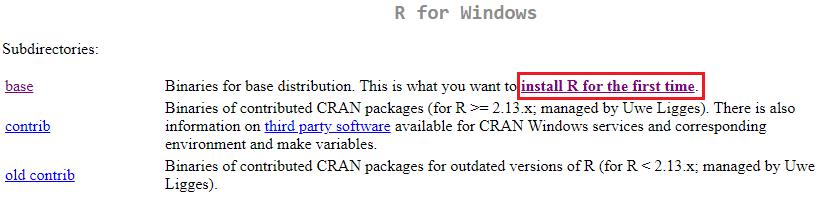 R for Windows
Subdirectories:
base
Binaries for base distribution. This is what you want to install R for the first time.
contrib
Binaries of contributed CRAN packages (for R >= 2.13.x; managed by Uwe Ligges). There is also
information on third party software available for CRAN Windows services and corresponding
environment and make variables.
old contrib
Binaries of contributed CRAN packages for outdated versions of R (for R < 2.13.x; managed by Uwe
Ligges).